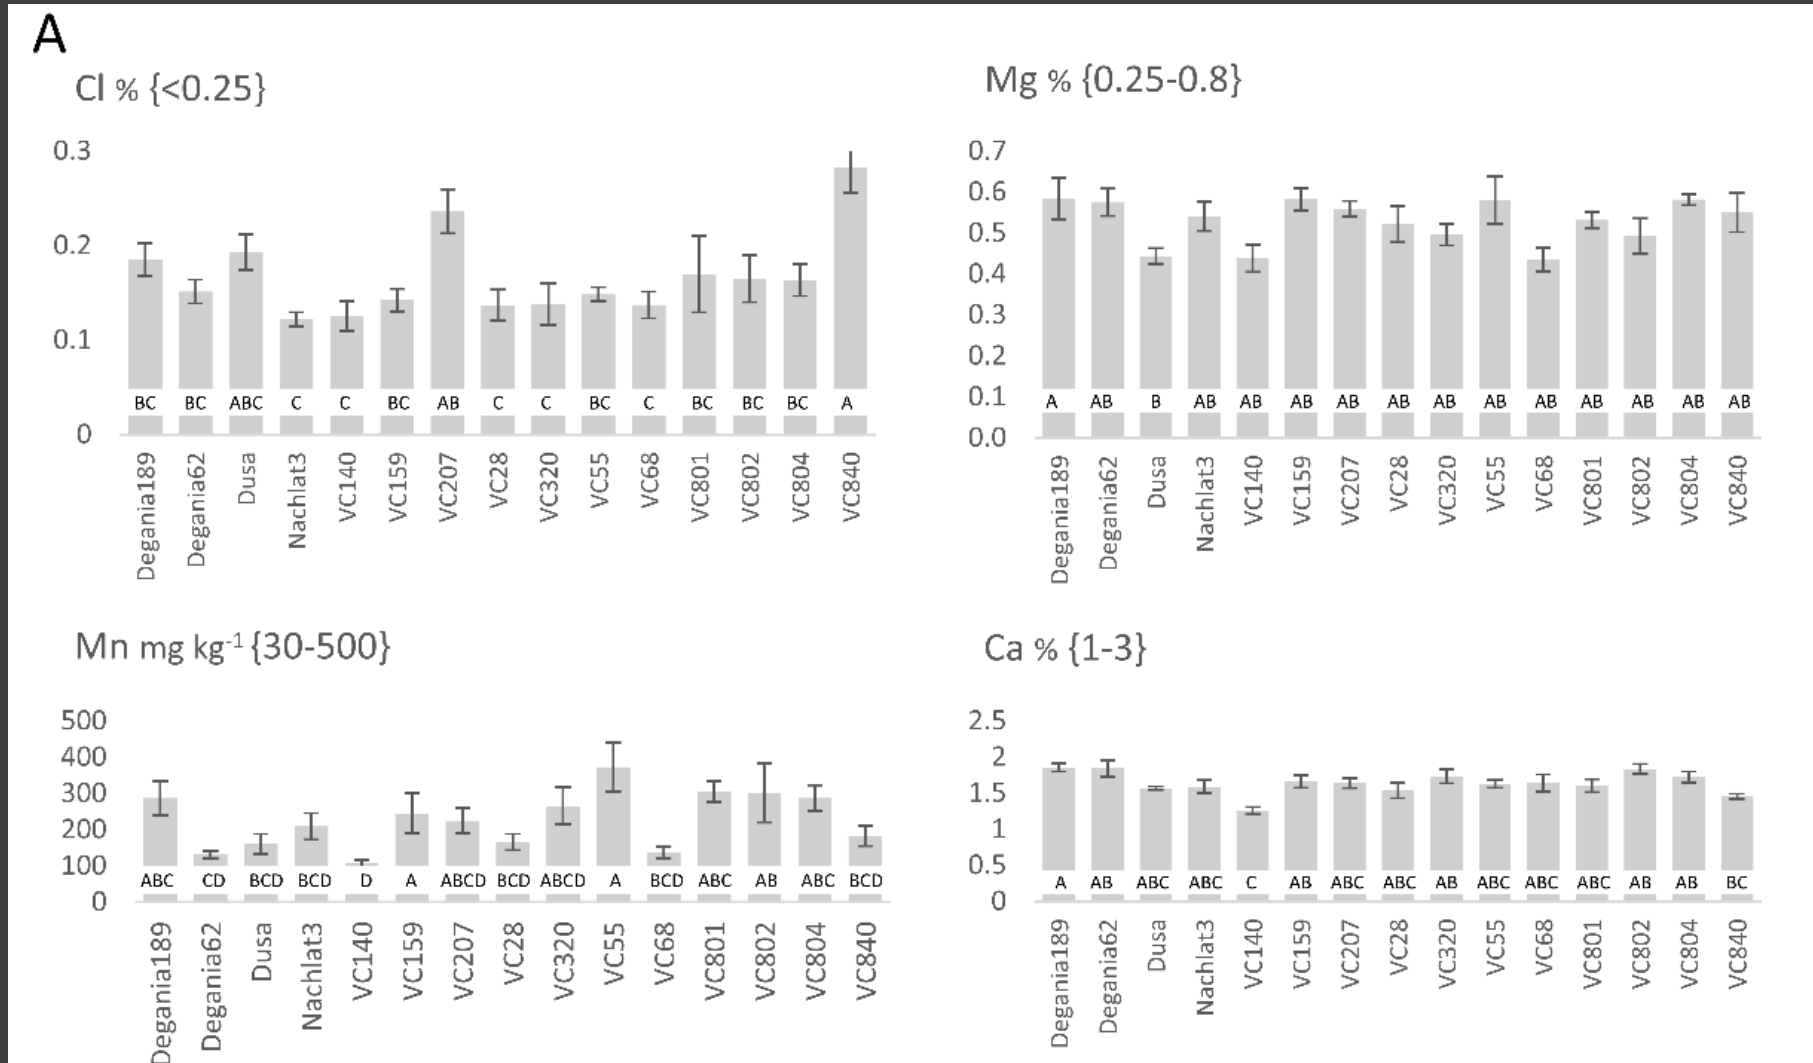 A
Cl % {<0.25}
0.3
0.2
0.1
0
BC BC ABC C C BC AB C C BC C BC BC BC A
Degania189 Degania62 Dusa Nachlat3 VC140 VC159 VC207 VC28 VC320 VC55 VC68 VC801 VC802 VC804 VC840
Mg % {0.25-0.8}
0.7
0.6
0.5
0.4
0.3
0.2
0.1
0.0
A AB B AB AB AB AB AB AB AB AB AB AB AB AB
Degania189 Degania62 Dusa Nachlat3 VC140 VC159 VC207 VC28 VC320 VC55 VC68 VC801 VC802 VC804 VC840
Mn mg kg⁻¹ {30-500}
500
400
300
200
100
0
ABC CD BCD BCD D A ABCD BCD ABCD A BCD ABC AB ABC BCD
Degania189 Degania62 Dusa Nachlat3 VC140 VC159 VC207 VC28 VC320 VC55 VC68 VC801 VC802 VC804 VC840
Ca % {1-3}
2.5
2
1.5
1
0.5
0
A AB ABC ABC C AB ABC ABC AB ABC ABC ABC AB AB BC
Degania189 Degania62 Dusa Nachlat3 VC140 VC159 VC207 VC28 VC320 VC55 VC68 VC801 VC802 VC804 VC840